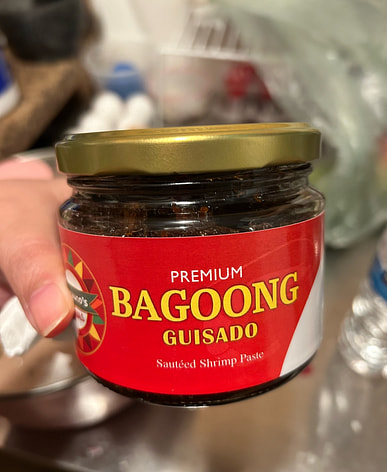 PREMIUM
BAGOONG
GUISADO
Sautéed Shrimp Paste